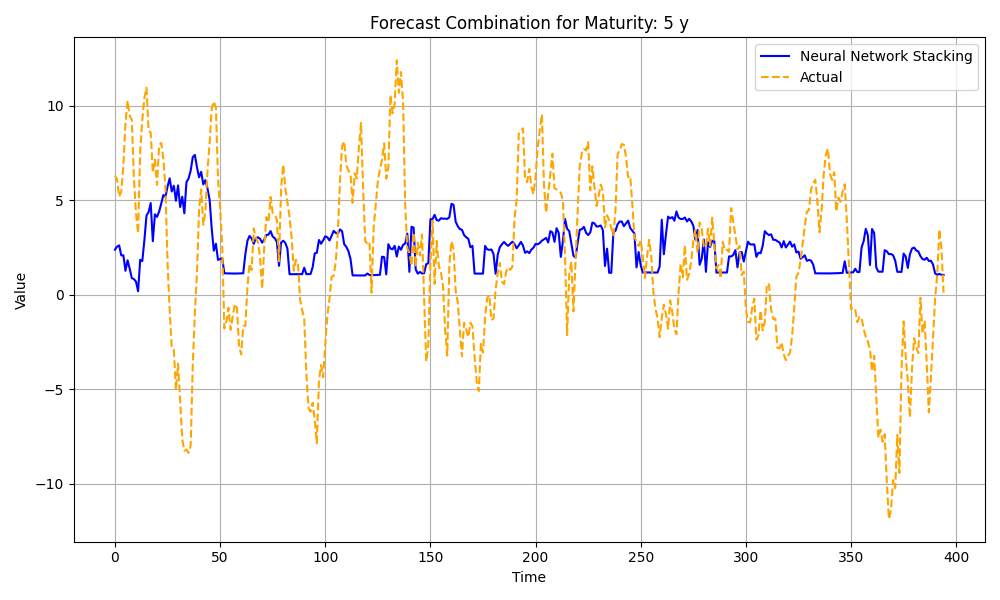 Forecast Combination for Maturity: 5 y
Neural Network Stacking
Actual
Value
10
5
0
−5
−10
0 50 100 150 200 250 300 350 400
Time